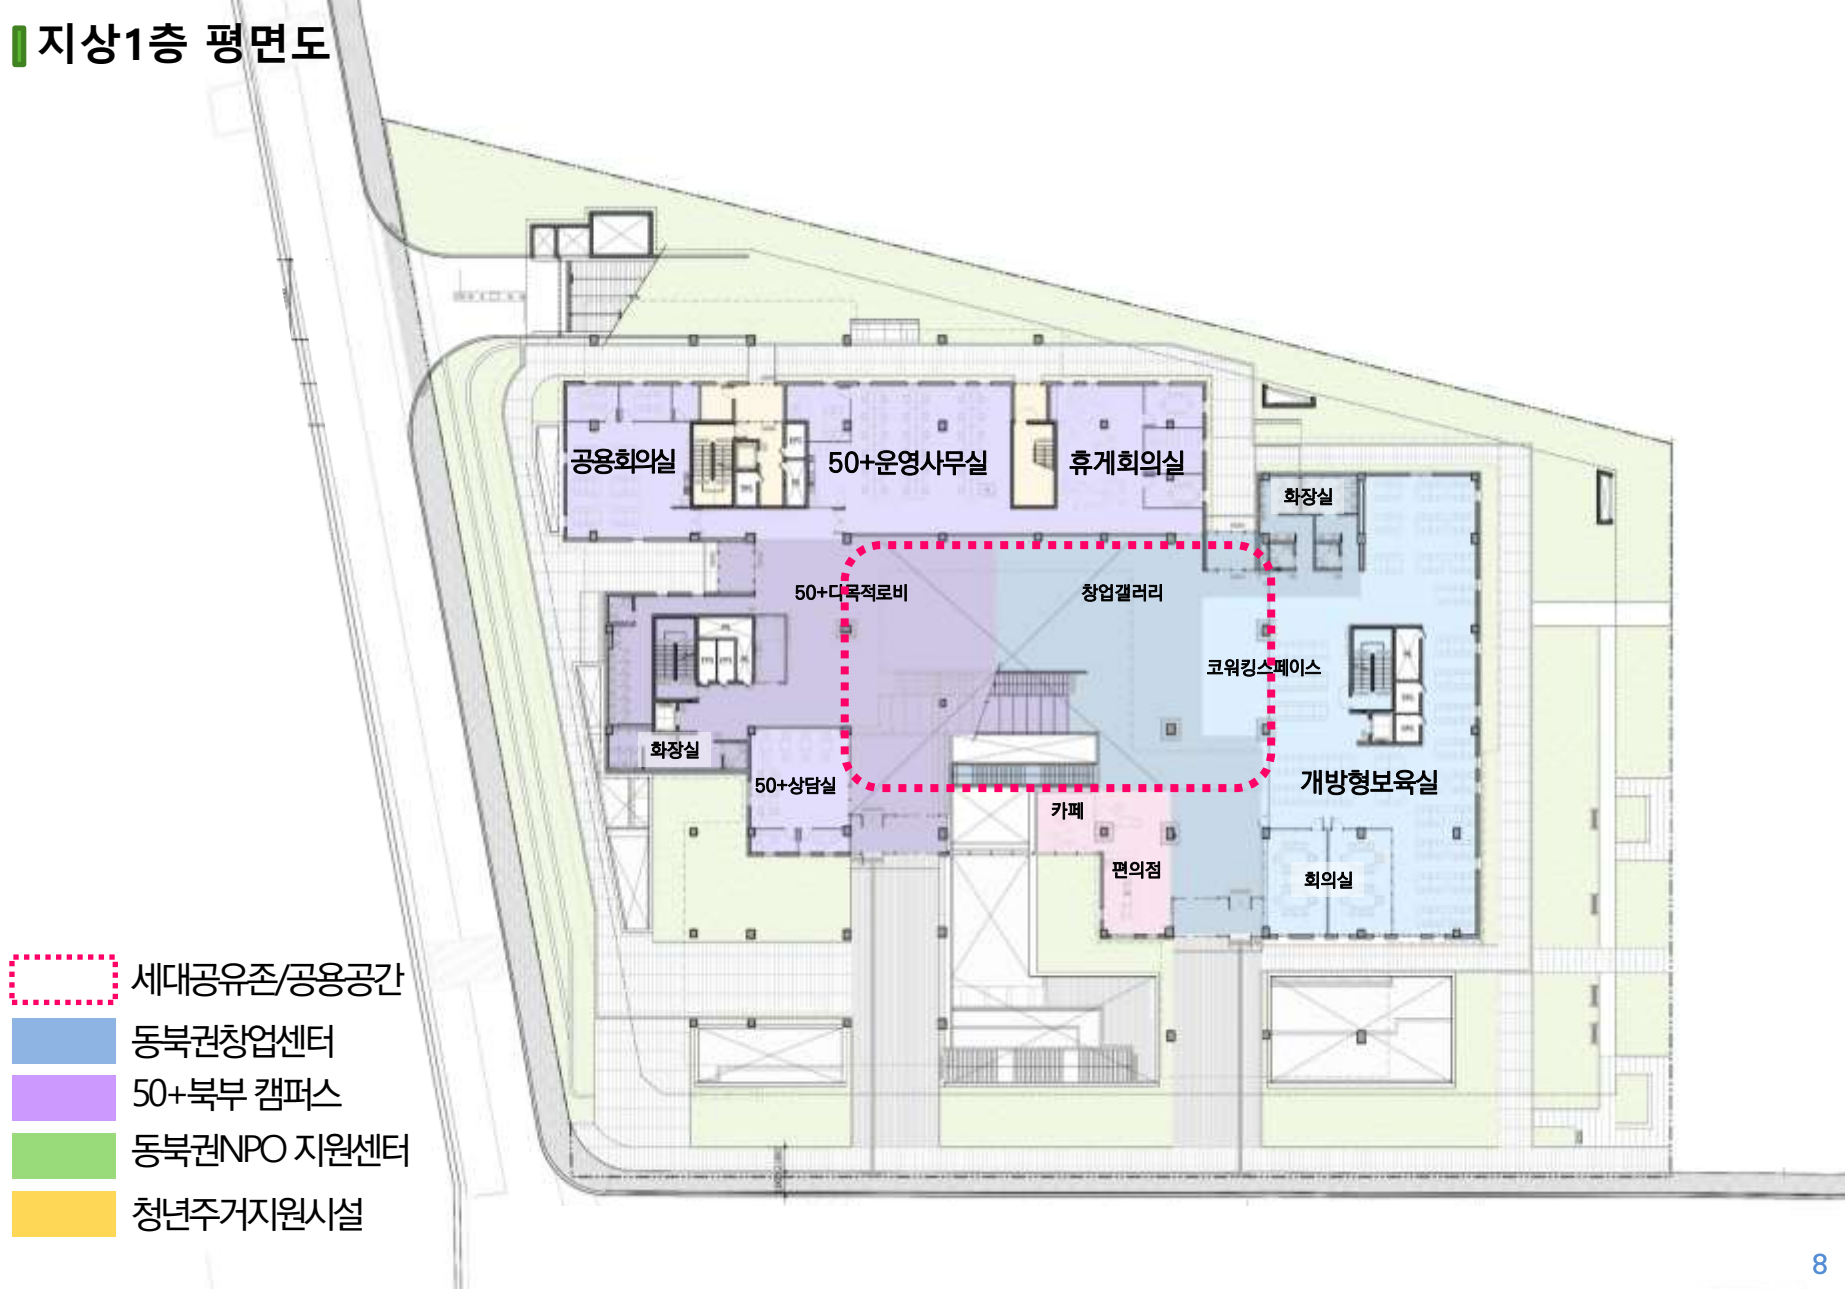 지상1층 평면도
공용회의실
50+운영사무실
휴게회의실
화장실
50+다목적로비
창업갤러리
코워킹스페이스
화장실
50+상담실
개방형보육실
카페
편의점
회의실
세대공유존/공용공간
동북권창업센터
50+북부 캠퍼스
동북권NPO 지원센터
청년주거지원시설
8